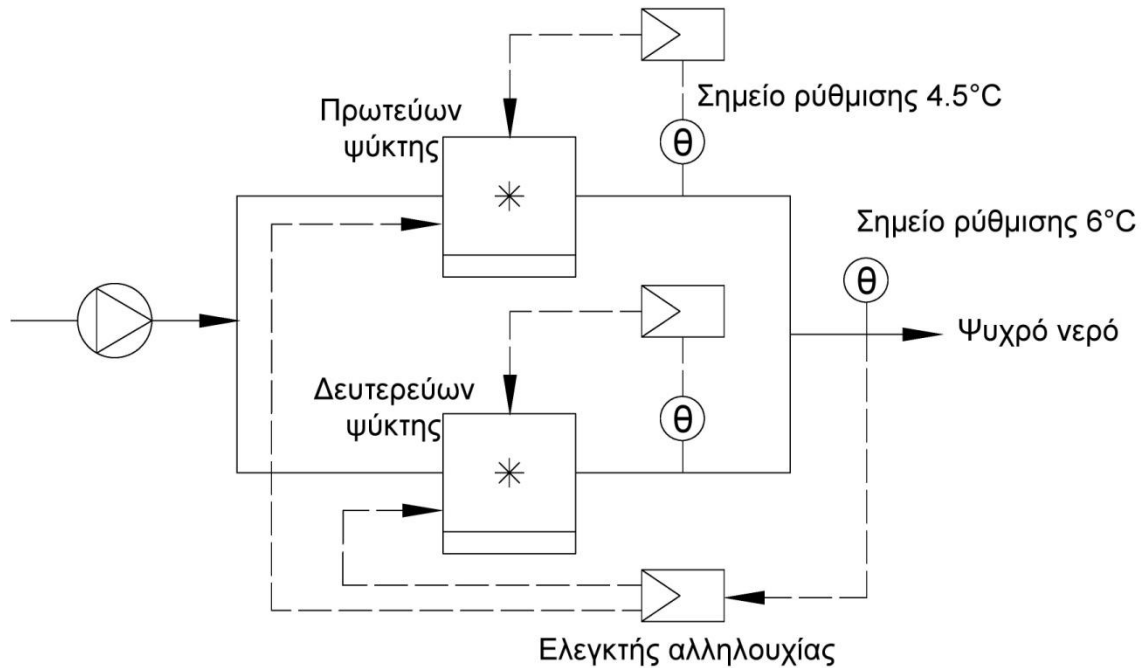 Σημείο ρύθμισης 4.5°C
Πρωτεύων
ψύκτης
θ
Σημείο ρύθμισης 6°C
θ
Ψυχρό νερό
Δευτερεύων
ψύκτης
θ
Ελεγκτής αλληλουχίας